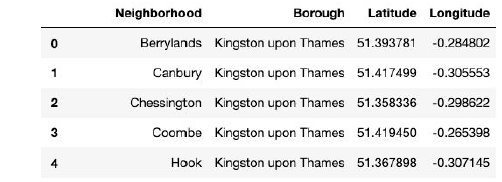 Neighborhood Borough Latitude Longitude
0 Berrylands Kingston upon Thames 51.393781 -0.284802
1 Canbury Kingston upon Thames 51.417499 -0.305553
2 Chessington Kingston upon Thames 51.358336 -0.298622
3 Coombe Kingston upon Thames 51.419450 -0.265398
4 Hook Kingston upon Thames 51.367898 -0.307145